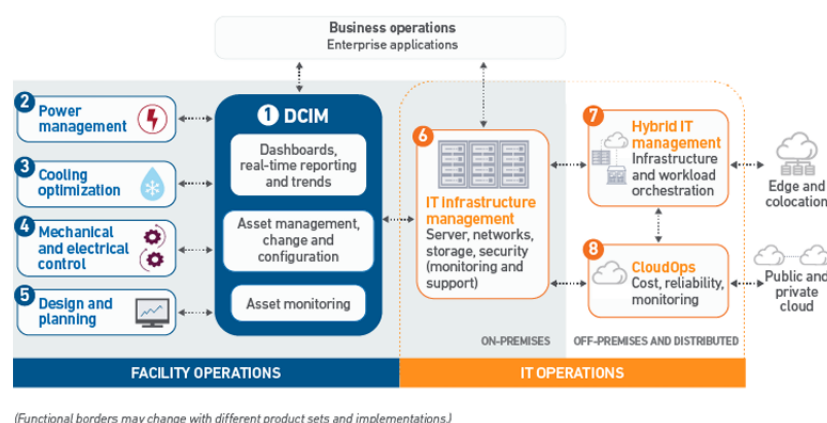 Business operations
Enterprise applications
2
Power
management
3
Cooling
optimization
4
Mechanical
and electrical
control
5
Design and
planning
1 DCIM
Dashboards,
real-time reporting
and trends
Asset management,
change and
configuration
Asset monitoring
6
IT Infrastructure
management
Server, networks,
storage, security
(monitoring and
support)
7
Hybrid IT
management
Infrastructure
and workload
orchestration
8
CloudOps
Cost, reliability,
monitoring
Edge and
colocation
Public and
private
cloud
ON-PREMISES
OFF-PREMISES AND DISTRIBUTED
FACILITY OPERATIONS
IT OPERATIONS
(Functional borders may change with different product sets and implementations.)